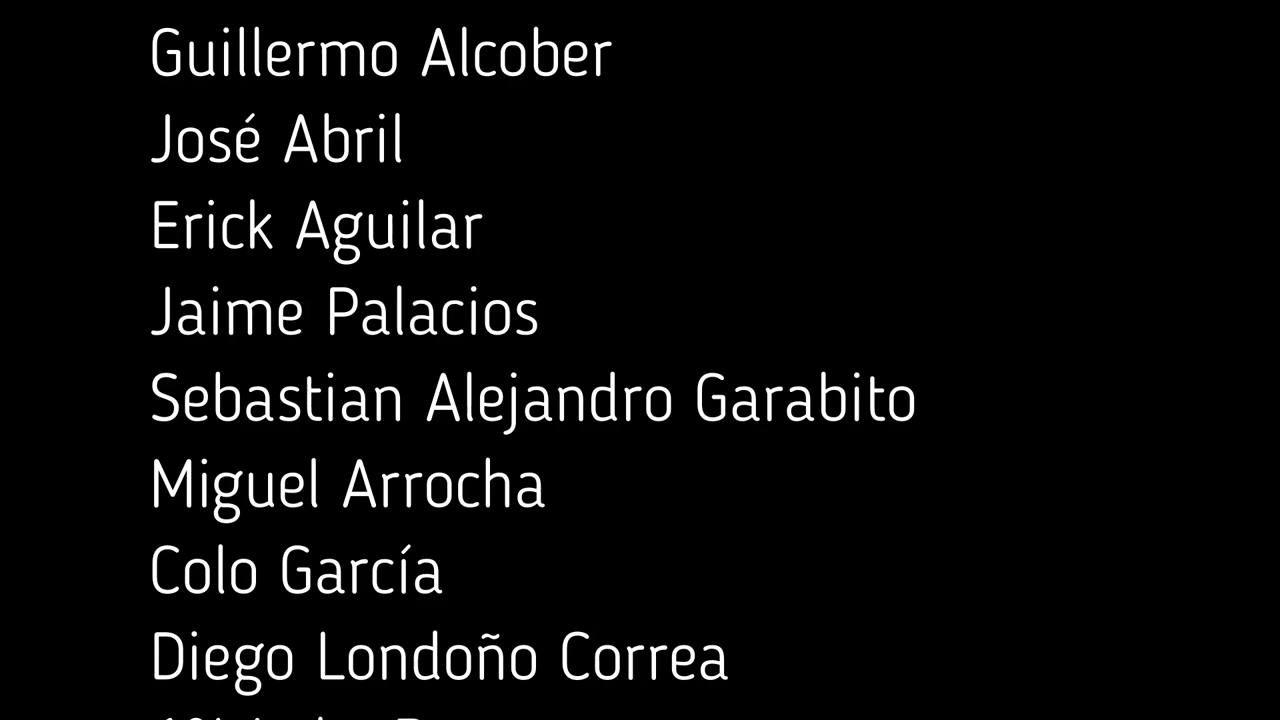 Guillermo Alcober
José Abril
Erick Aguilar
Jaime Palacios
Sebastian Alejandro Garabito
Miguel Arrocha
Colo García
Diego Londoño Correa